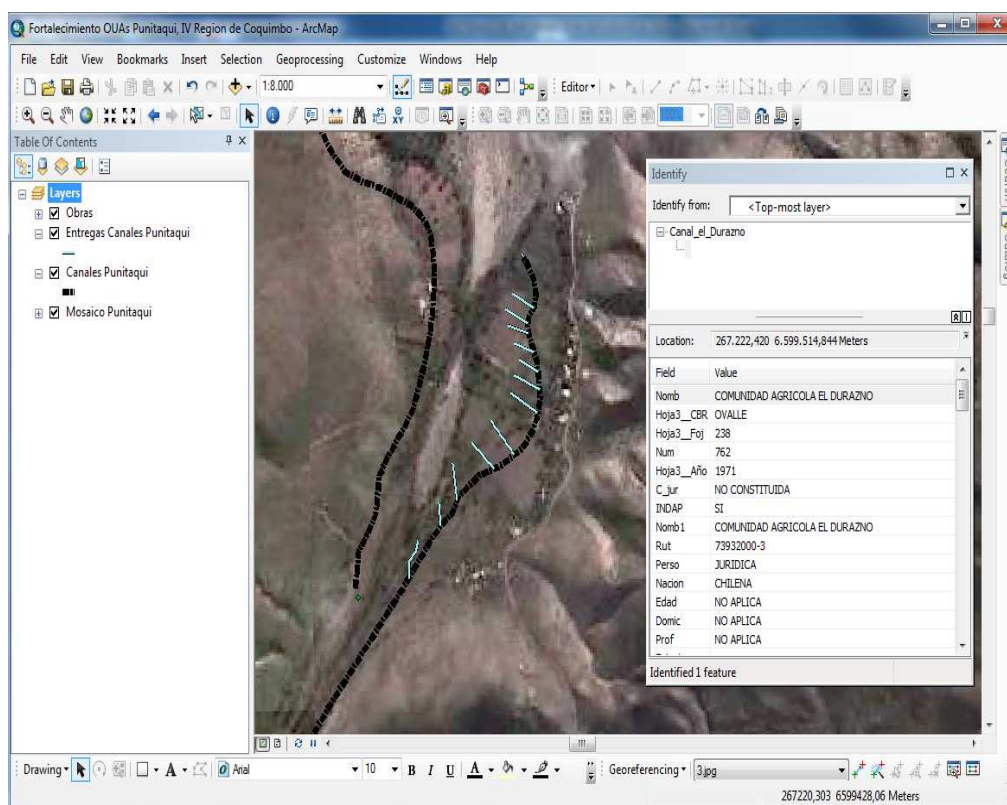 Fortalecimiento OUAs Punitaqui, IV Region de Coquimbo - ArcMap
File Edit View Bookmarks Insert Selection Geoprocessing Customize Windows Help
1:8.000
Editor
100%
Table Of Contents
Layers
Obras
Entregas Canales Punitaqui
Canales Punitaqui
Mosaico Punitaqui
Identify
Identify from: <Top-most layer>
Canal_el_Durazno
Location: 267.222,420 6.599.514,844 Meters
Field Value
Nomb COMUNIDAD AGRICOLA EL DURAZNO
Hoja3__CBR OVALLE
Hoja3__Foj 238
Num 762
Hoja3__Año 1971
C_jur NO CONSTITUIDA
INDAP SI
Nomb1 COMUNIDAD AGRICOLA EL DURAZNO
Rut 73932000-3
Perso JURIDICA
Nacion CHILENA
Edad NO APLICA
Domic NO APLICA
Prof NO APLICA
Identified 1 feature
Drawing A Arial 10 B I U A Georeferencing 3.jpg
267220,303 6599428,06 Meters